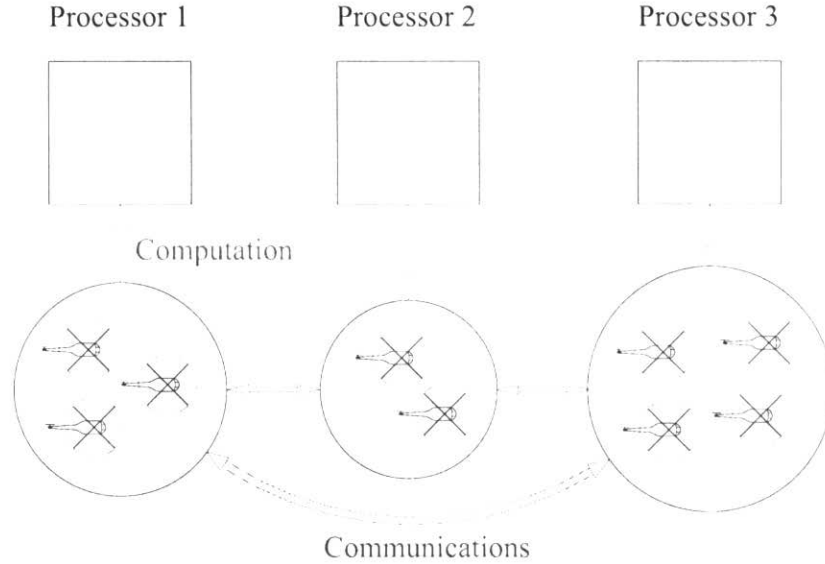 Processor 1
Processor 2
Processor 3
Computation
Communications